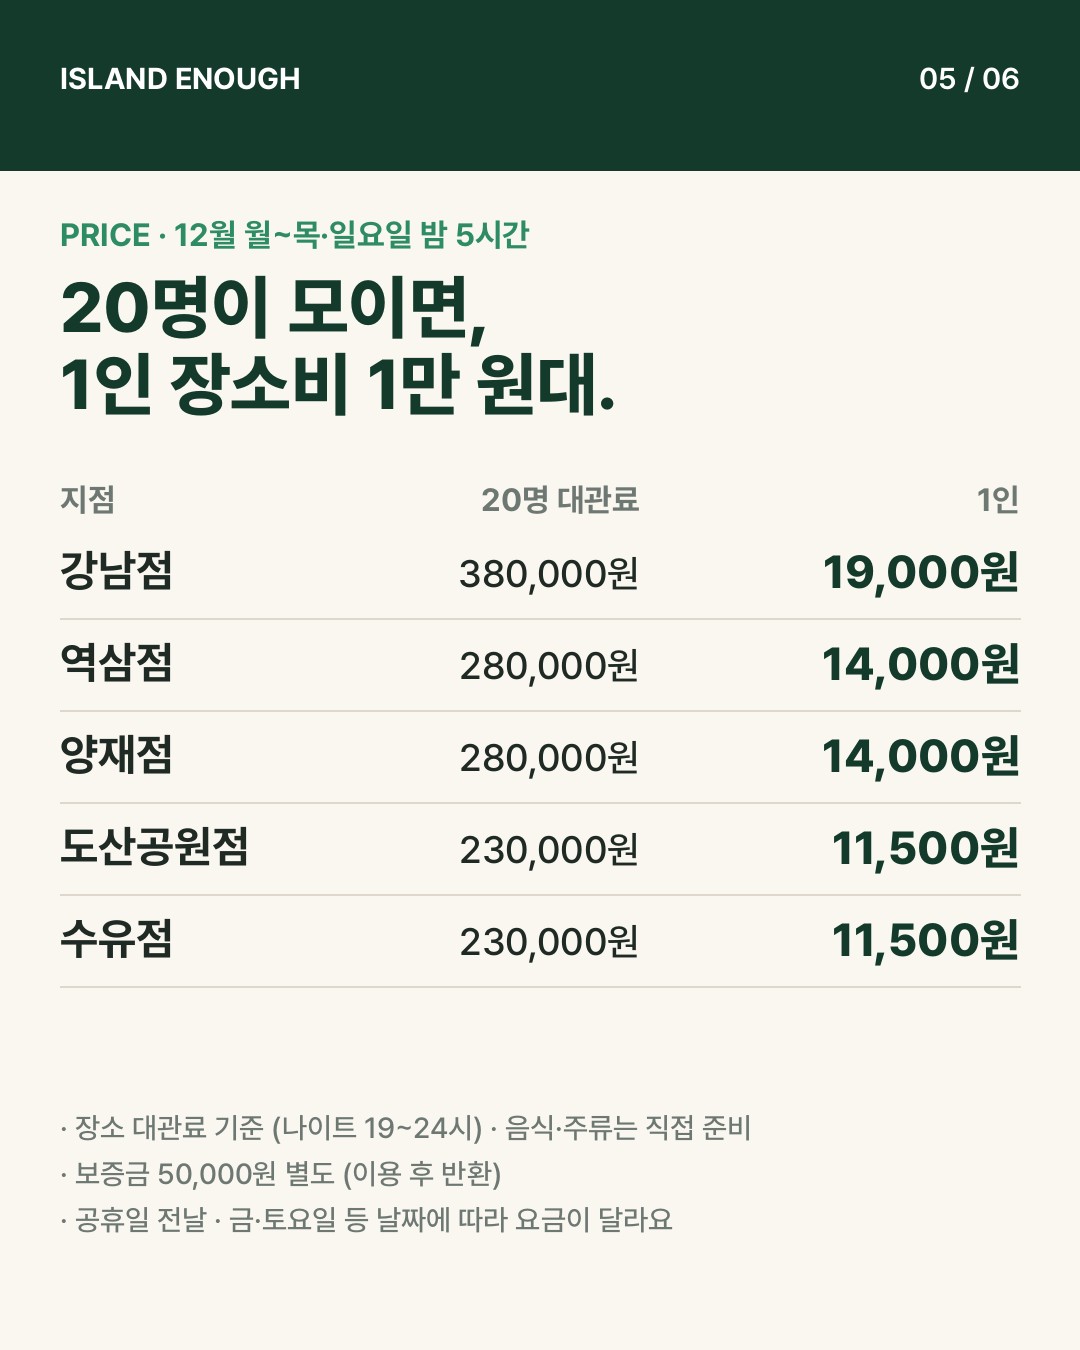 ISLAND ENOUGH 05 / 06
PRICE · 12월 월~목·일요일 밤 5시간
20명이 모이면,
1인 장소비 1만 원대.
지점 20명 대관료 1인
강남점 380,000원 19,000원
역삼점 280,000원 14,000원
양재점 280,000원 14,000원
도산공원점 230,000원 11,500원
수유점 230,000원 11,500원
· 장소 대관료 기준 (나이트 19~24시) · 음식·주류는 직접 준비
· 보증금 50,000원 별도 (이용 후 반환)
· 공휴일 전날 · 금·토요일 등 날짜에 따라 요금이 달라요